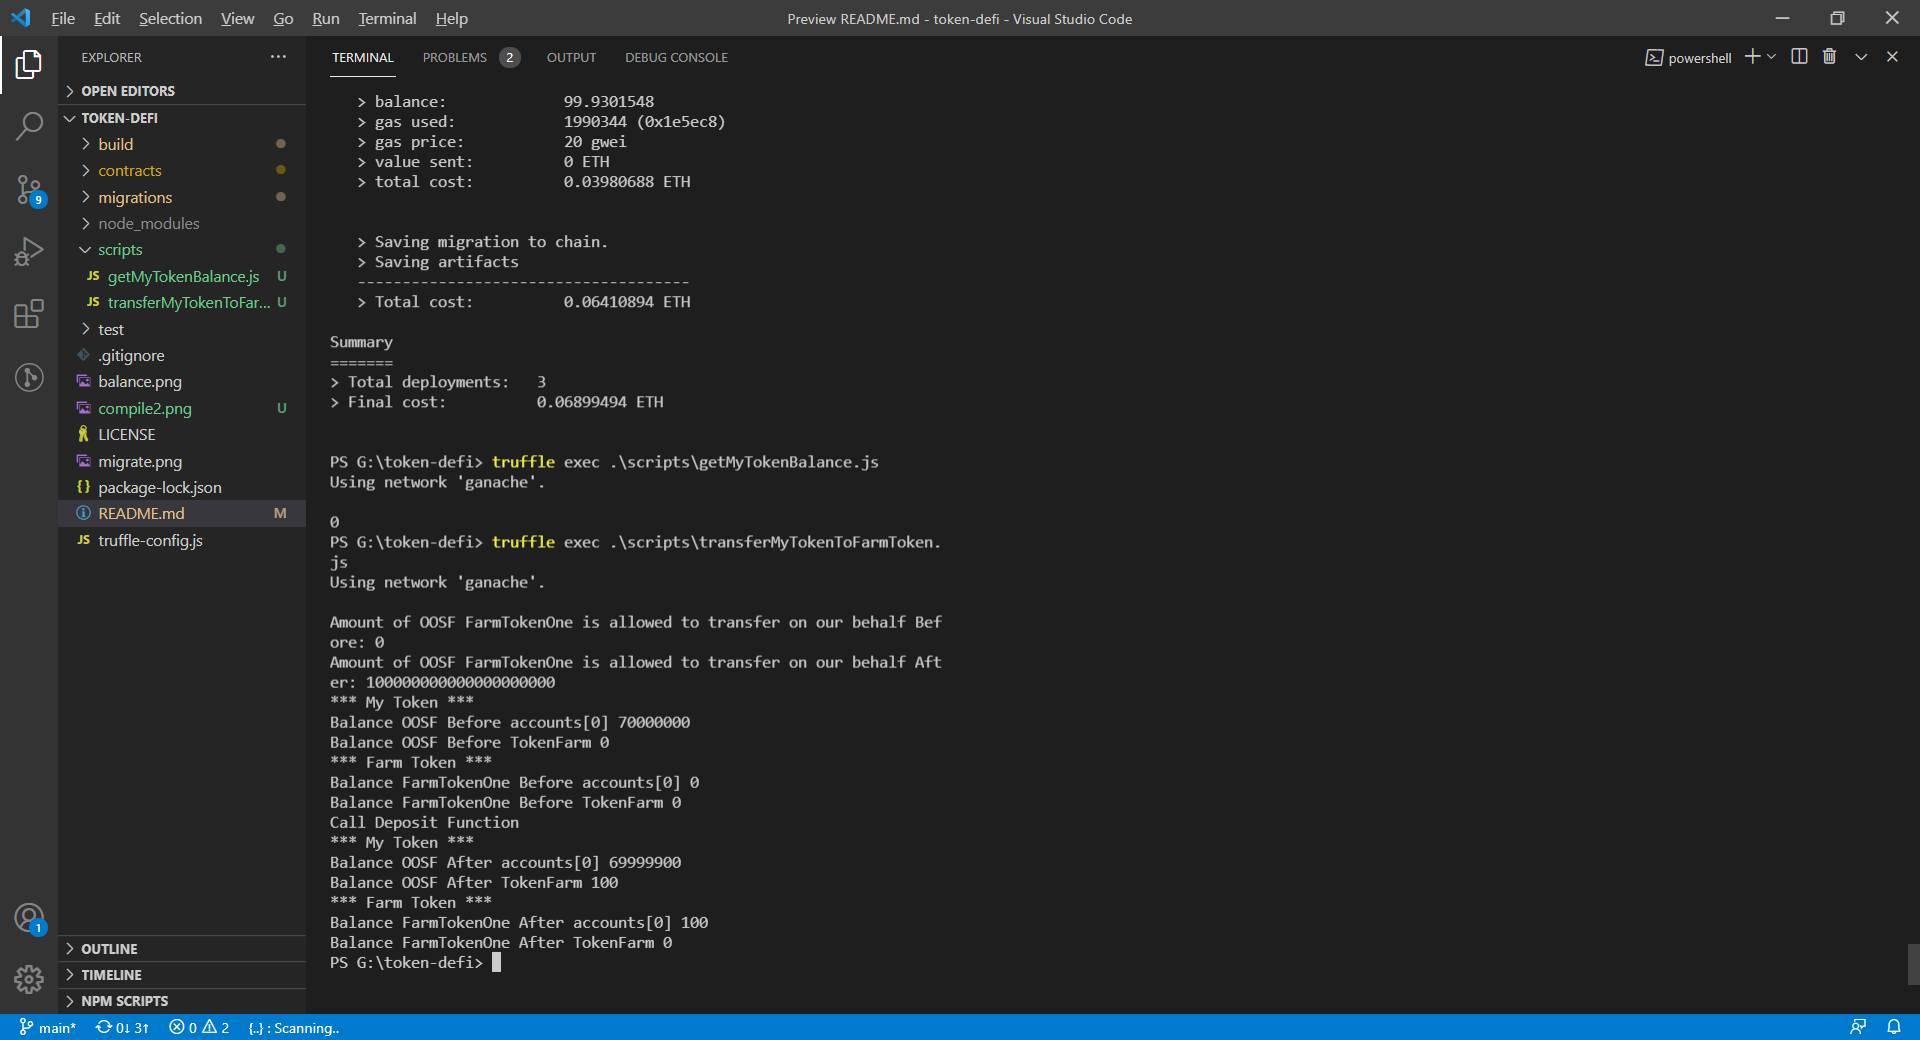 File Edit Selection View Go Run Terminal Help
Preview README.md - token-defi - Visual Studio Code
EXPLORER
OPEN EDITORS
TOKEN-DEFI
build
contracts
migrations
node_modules
scripts
JS getMyTokenBalance.js U
JS transferMyTokenToFar... U
test
.gitignore
balance.png
compile2.png U
LICENSE
migrate.png
{} package-lock.json
README.md M
JS truffle-config.js
OUTLINE
TIMELINE
NPM SCRIPTS
9
1
TERMINAL PROBLEMS 2 OUTPUT DEBUG CONSOLE
powershell
> balance: 99.9301548
> gas used: 1990344 (0x1e5ec8)
> gas price: 20 gwei
> value sent: 0 ETH
> total cost: 0.03980688 ETH
> Saving migration to chain.
> Saving artifacts
-------------------------------------
> Total cost: 0.06410894 ETH
Summary
=======
> Total deployments: 3
> Final cost: 0.06899494 ETH
PS G:\token-defi> truffle exec .\scripts\getMyTokenBalance.js
Using network 'ganache'.
0
PS G:\token-defi> truffle exec .\scripts\transferMyTokenToFarmToken.
js
Using network 'ganache'.
Amount of OOSF FarmTokenOne is allowed to transfer on our behalf Bef
ore: 0
Amount of OOSF FarmTokenOne is allowed to transfer on our behalf Aft
er: 100000000000000000000
*** My Token ***
Balance OOSF Before accounts[0] 70000000
Balance OOSF Before TokenFarm 0
*** Farm Token ***
Balance FarmTokenOne Before accounts[0] 0
Balance FarmTokenOne Before TokenFarm 0
Call Deposit Function
*** My Token ***
Balance OOSF After accounts[0] 69999900
Balance OOSF After TokenFarm 100
*** Farm Token ***
Balance FarmTokenOne After accounts[0] 100
Balance FarmTokenOne After TokenFarm 0
PS G:\token-defi>
main* 0↓ 3↑ 0 2 {..} : Scanning..